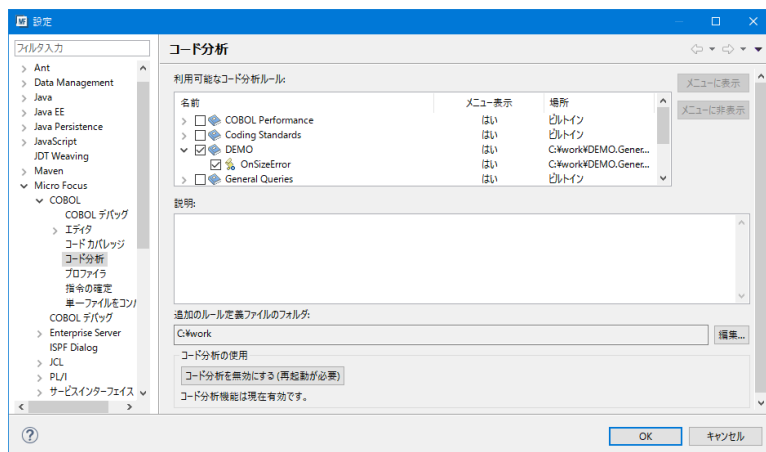 設定
フィルタ入力
Ant
Data Management
Java
Java EE
Java Persistence
JavaScript
JDT Weaving
Maven
Micro Focus
COBOL
COBOL デバッグ
エディタ
コード カバレッジ
コード分析
プロファイラ
指令の確定
単一ファイルをコン
COBOL デバッグ
Enterprise Server
ISPF Dialog
JCL
PL/I
サービスインターフェイス
コード分析
利用可能なコード分析ルール:
名前 メニュー表示 場所
COBOL Performance はい ビルトイン
Coding Standards はい ビルトイン
DEMO はい C:¥work¥DEMO.Gener...
OnSizeError はい C:¥work¥DEMO.Gener...
General Queries はい ビルトイン
メニューに表示
メニューに非表示
説明:
追加のルール定義ファイルのフォルダ:
C:¥work 編集...
コード分析の使用
コード分析を無効にする (再起動が必要)
コード分析機能は現在有効です。
OK キャンセル